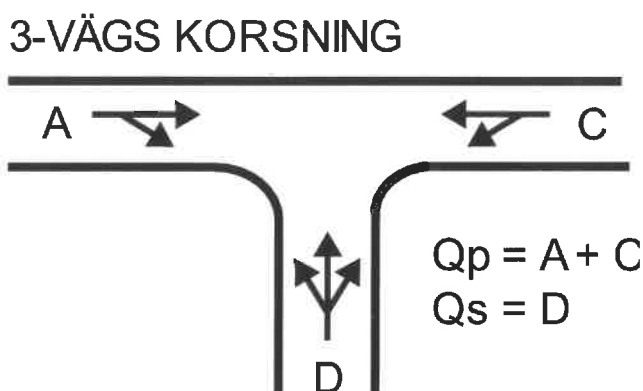 3-VÄGS KORSNING
A
C
Qp = A + C
Qs = D
D